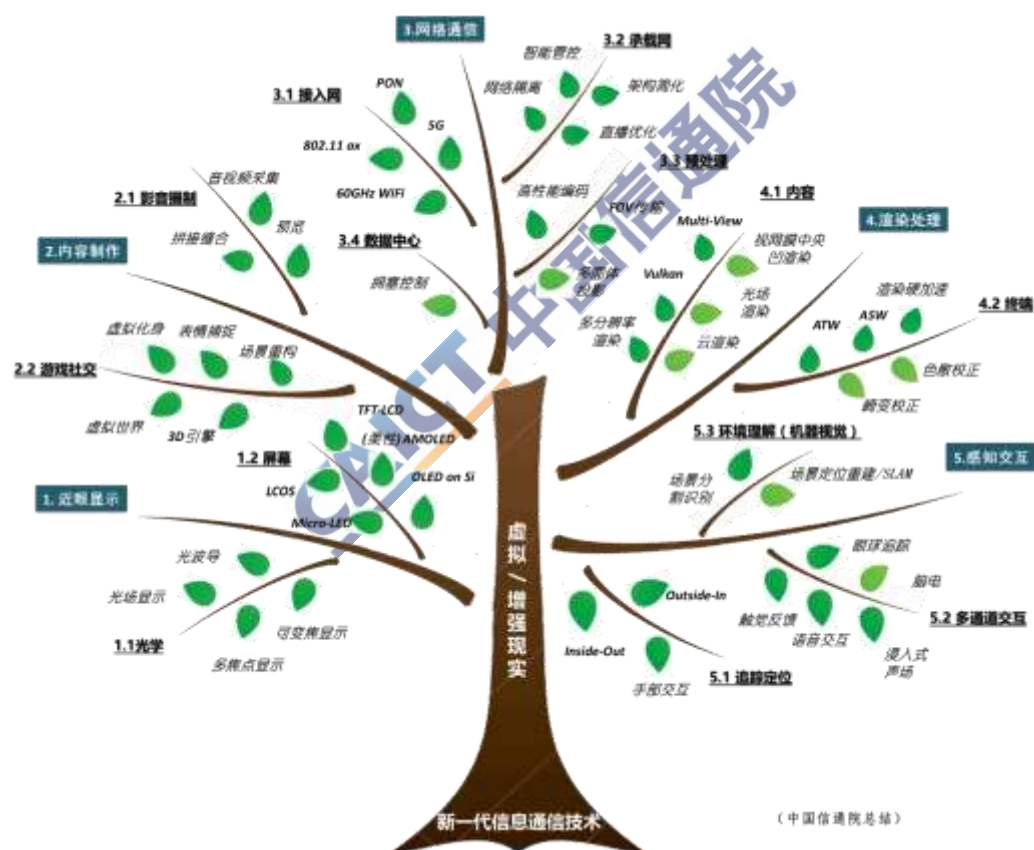 3.网络通信
3.2 承载网
智能管控
网络隔离
架构简化
直播优化
3.1 接入网
PON
5G
802.11 ax
60GHz WiFi
3.3 预处理
高性能编码
FOV传输
多面体
投影
3.4 数据中心
拥塞控制
2.内容制作
2.1 影音摄制
音视频采集
预览
拼接缝合
2.2 游戏社交
虚拟化身
表情捕捉
场景重构
虚拟世界
3D引擎
4.渲染处理
4.1 内容
Multi-View
视网膜中央
凹渲染
Vulkan
光场
渲染
多分辨率
渲染
云渲染
4.2 终端
渲染硬加速
ATW
ASW
色散校正
畸变校正
1.近眼显示
1.2 屏幕
TFT-LCD
(柔性) AMOLED
LCOS
OLED on Si
Micro-LED
1.1光学
光波导
光场显示
可变焦显示
多焦点显示
5.感知交互
5.3 环境理解（机器视觉）
场景分
割识别
场景定位重建/SLAM
5.2 多通道交互
眼球追踪
脑电
触觉反馈
语音交互
浸入式
声场
5.1 追踪定位
Outside-In
Inside-Out
手部交互
虚拟/增强现实
新一代信息通信技术
（中国信通院总结）
CAICT 中国信通院